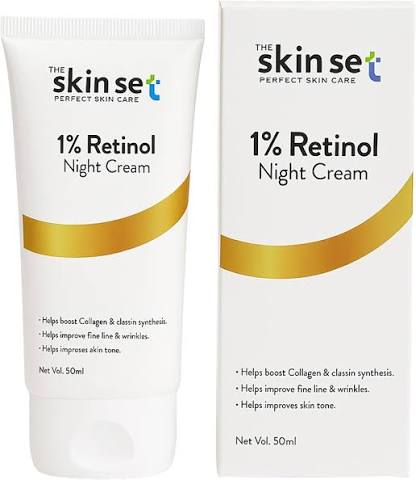 THE
skin set
PERFECT SKIN CARE
1% Retinol
Night Cream
· Helps boost Collagen & classin synthesis.
· Helps improve fine line & wrinkles.
· Helps improves skin tone.
Net Vol. 50ml
THE
skin set
PERFECT SKIN CARE
1% Retinol
Night Cream
· Helps boost Collagen & classin synthesis.
· Helps improve fine line & wrinkles.
· Helps improves skin tone.
Net Vol. 50ml